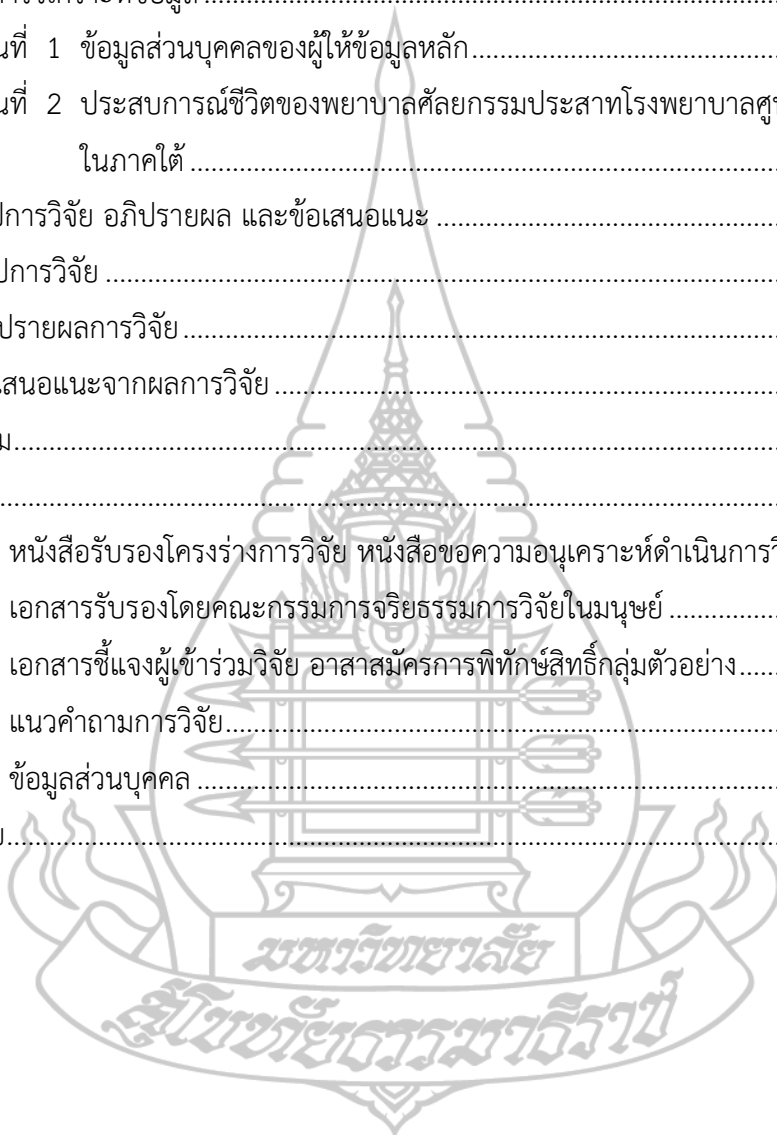 การวิเคราะห์ข้อมูล
ที่ 1 ข้อมูลส่วนบุคคลของผู้ให้ข้อมูลหลัก
ที่ 2 ประสบการณ์ชีวิตของพยาบาลศัลยกรรมประสาทโรงพยาบาล
ในภาคใต้
การวิจัย อภิปรายผล และข้อเสนอแนะ
การวิจัย
ปรายผลการวิจัย
เสนอแนะจากผลการวิจัย
ม
หนังสือรับรองโครงร่างการวิจัย หนังสือขอความอนุเคราะห์ดำเนินการ
เอกสารรับรองโดยคณะกรรมการจริยธรรมการวิจัยในมนุษย์
เอกสารชี้แจงผู้เข้าร่วมวิจัย อาสาสมัครการพิทักษ์สิทธิ์กลุ่มตัวอย่าง
แนวคำถามการวิจัย
ข้อมูลส่วนบุคคล
มหาวิทยาลัย
สุโขทัยธรรมาธิราช